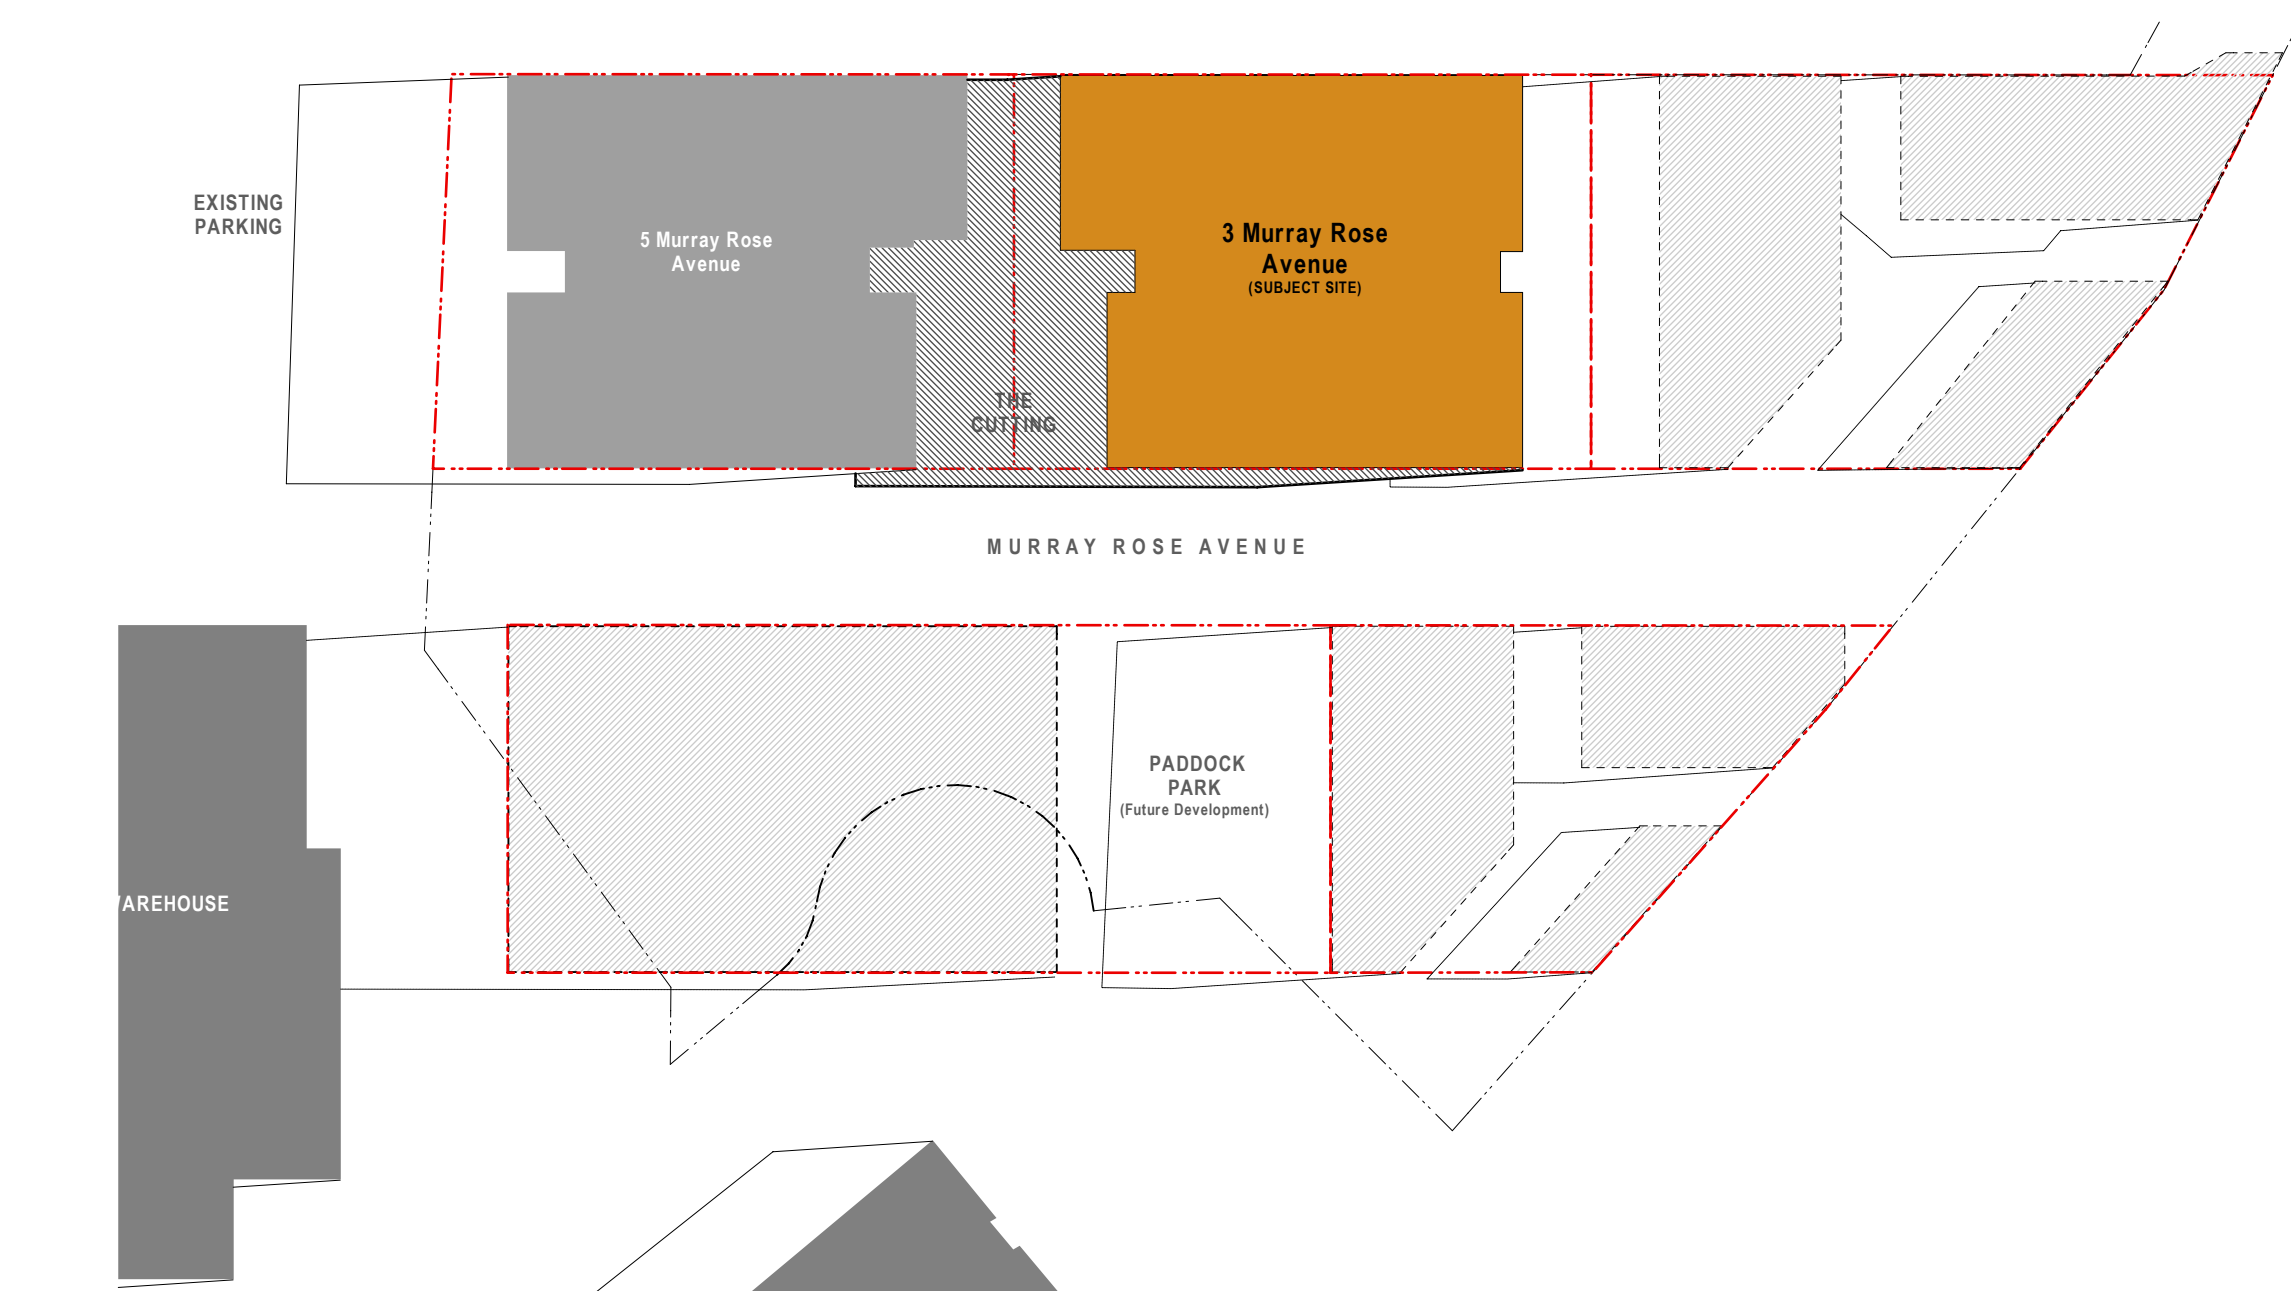 EXISTING
PARKING
5 Murray Rose
Avenue
3 Murray Rose
Avenue
(SUBJECT SITE)
THE
CUTTING
MURRAY ROSE AVENUE
PADDOCK
PARK
(Future Development)
AREHOUSE